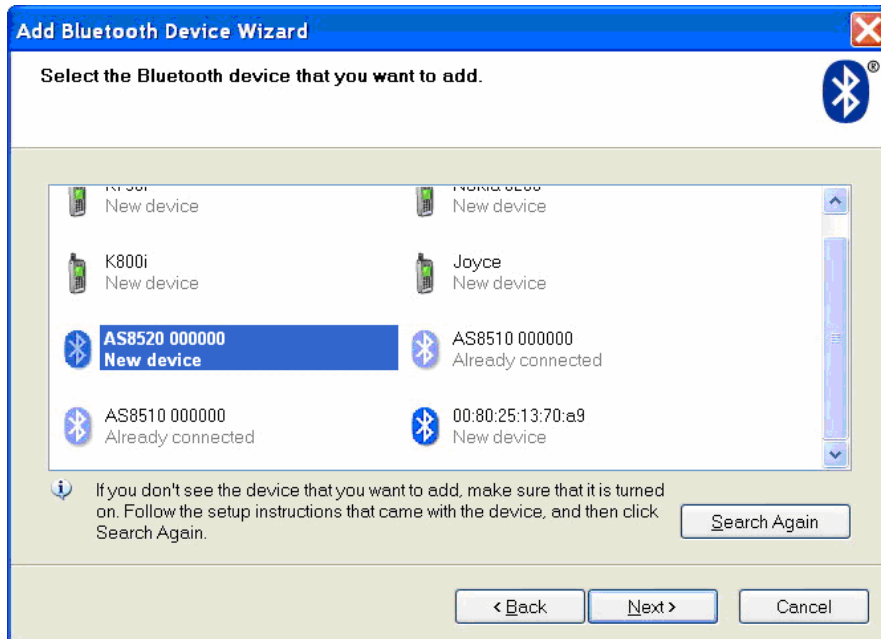 Add Bluetooth Device Wizard
Select the Bluetooth device that you want to add.
®
New device
New device
K800i
New device
Joyce
New device
AS8520 000000
New device
AS8510 000000
Already connected
AS8510 000000
Already connected
00:80:25:13:70:a9
New device
If you don't see the device that you want to add, make sure that it is turned
on. Follow the setup instructions that came with the device, and then click
Search Again.
Search Again
< Back
Next >
Cancel